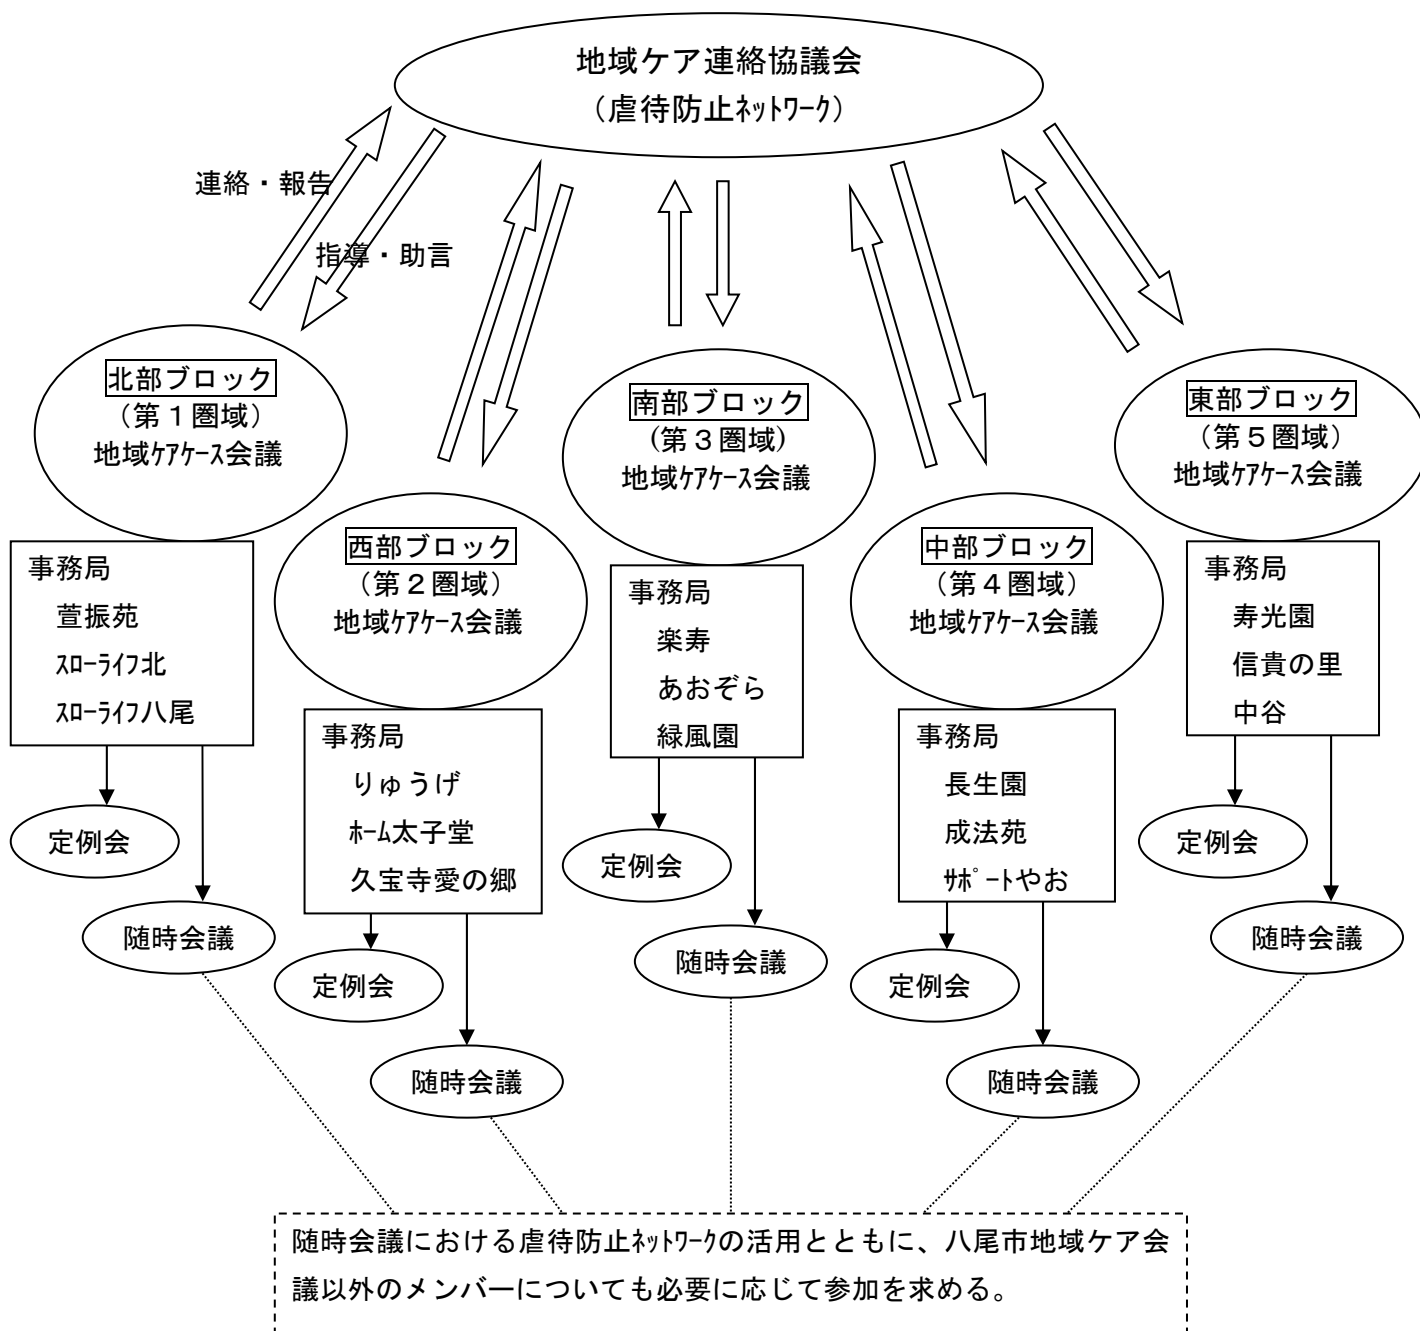 地域ケア連絡協議会
（虐待防止ﾈｯﾄﾜｰｸ）
連絡・報告
指導・助言
北部ブロック
（第１圏域）
地域ｹｱｹｰｽ会議
事務局
萱振苑
ｽﾛｰﾗｲﾌ北
ｽﾛｰﾗｲﾌ八尾
定例会
随時会議
西部ブロック
（第２圏域）
地域ｹｱｹｰｽ会議
事務局
りゅうげ
ﾎｰﾑ太子堂
久宝寺愛の郷
定例会
随時会議
南部ブロック
(第３圏域)
地域ｹｱｹｰｽ会議
事務局
楽寿
あおぞら
緑風園
定例会
随時会議
中部ブロック
（第４圏域）
地域ｹｱｹｰｽ会議
事務局
長生園
成法苑
ｻﾎﾟｰﾄやお
定例会
随時会議
東部ブロック
（第５圏域）
地域ｹｱｹｰｽ会議
事務局
寿光園
信貴の里
中谷
定例会
随時会議
随時会議における虐待防止ﾈｯﾄﾜｰｸの活用とともに、八尾市地域ケア会
議以外のメンバーについても必要に応じて参加を求める。